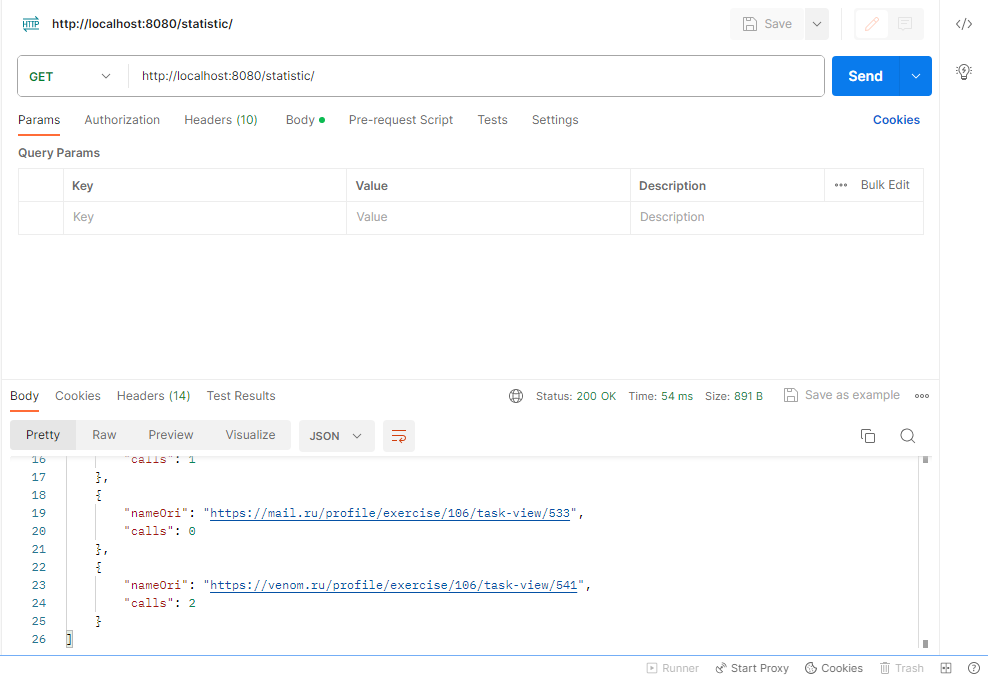 HTTP http://localhost:8080/statistic/ Save
GET http://localhost:8080/statistic/ Send
Params Authorization Headers (10) Body Pre-request Script Tests Settings Cookies
Query Params
Key Value Description Bulk Edit
Key Value Description
Body Cookies Headers (14) Test Results Status: 200 OK Time: 54 ms Size: 891 B Save as example
Pretty Raw Preview Visualize JSON
16 "calls": 1
17 },
18 {
19 "nameOri": "https://mail.ru/profile/exercise/106/task-view/533",
20 "calls": 0
21 },
22 {
23 "nameOri": "https://venom.ru/profile/exercise/106/task-view/541",
24 "calls": 2
25 }
26 ]
Runner Start Proxy Cookies Trash